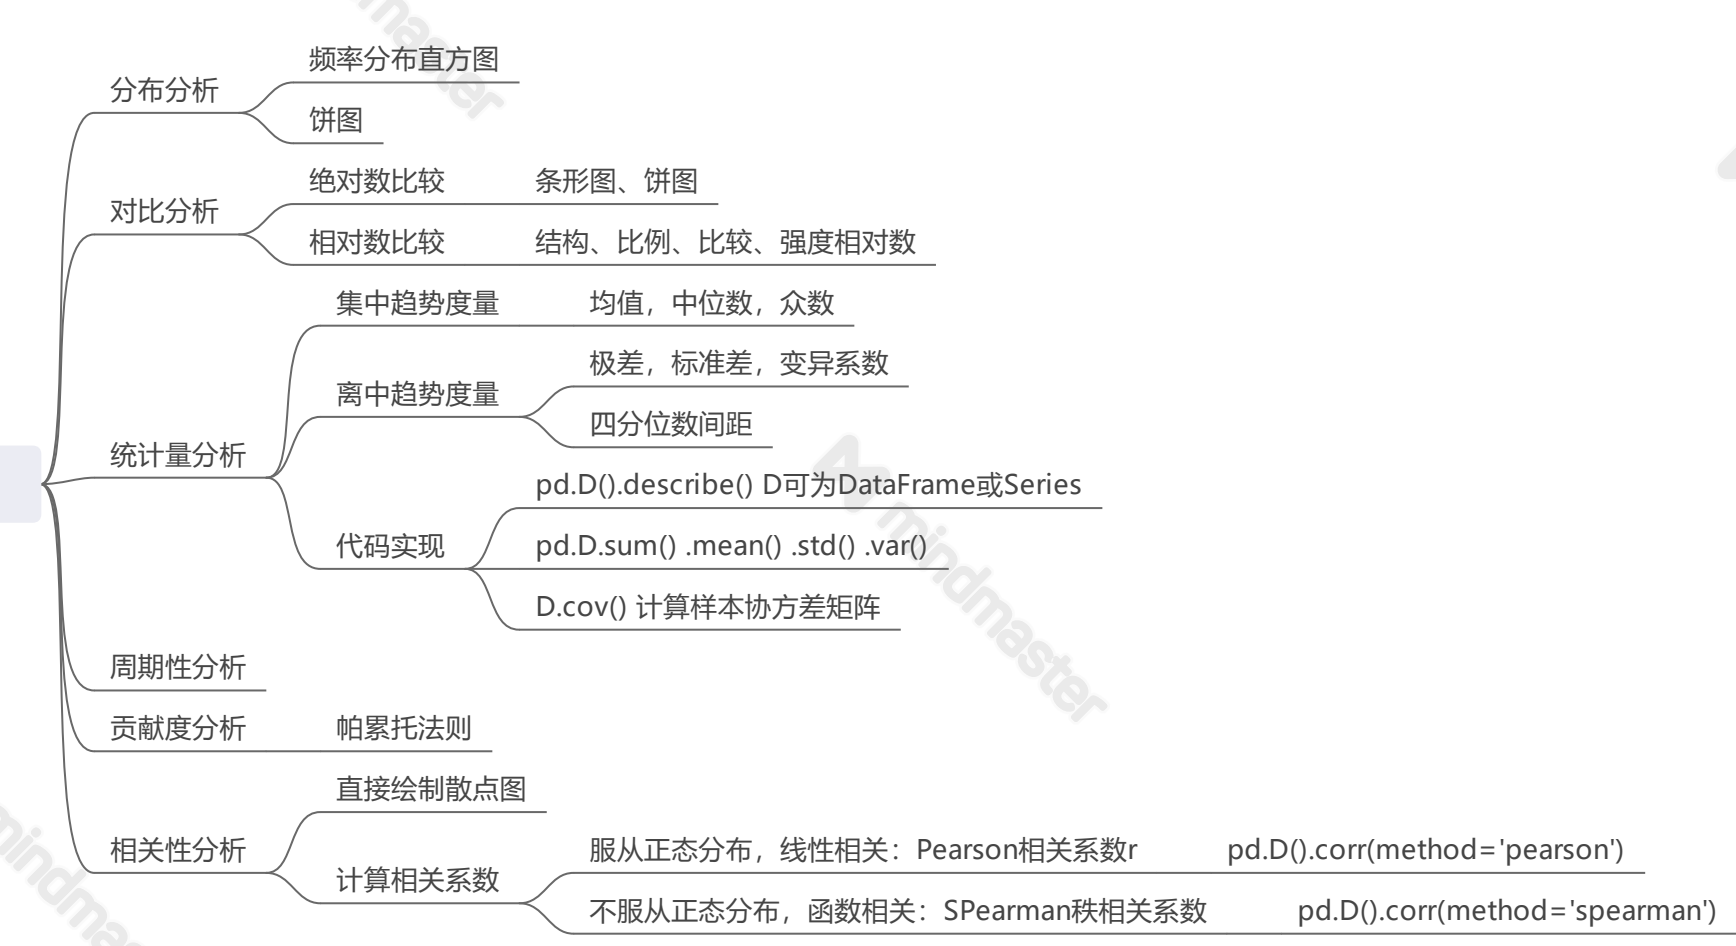 频率分布直方图
分布分析
饼图
绝对数比较 条形图、饼图
对比分析
相对数比较 结构、比例、比较、强度相对数
集中趋势度量 均值，中位数，众数
极差，标准差，变异系数
离中趋势度量
四分位数间距
统计量分析
pd.D().describe() D可为DataFrame或Series
代码实现 pd.D.sum() .mean() .std() .var()
D.cov() 计算样本协方差矩阵
周期性分析
贡献度分析 帕累托法则
直接绘制散点图
相关性分析
服从正态分布，线性相关：Pearson相关系数r pd.D().corr(method='pearson')
计算相关系数
不服从正态分布，函数相关：SPearman秩相关系数 pd.D().corr(method='spearman')
mindmaster